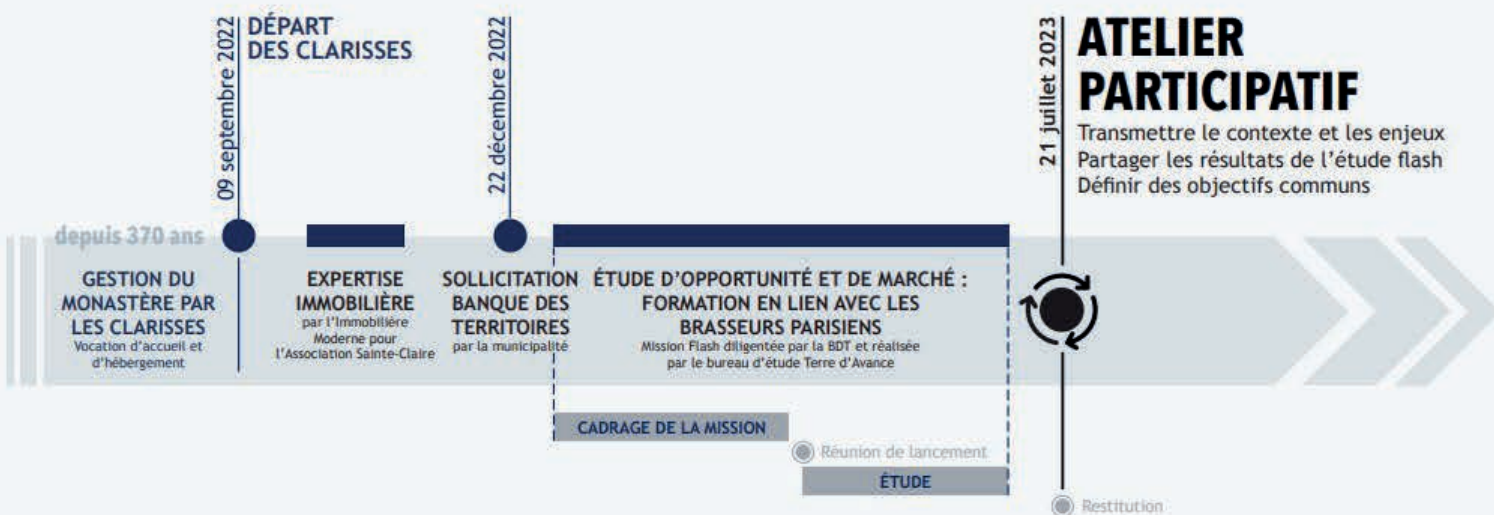 09 septembre 2022
DÉPART
DES CLARISSES
22 décembre 2022
21 juillet 2023
ATELIER
PARTICIPATIF
Transmettre le contexte et les enjeux
Partager les résultats de l'étude flash
Définir des objectifs communs
depuis 370 ans
GESTION DU
MONASTÈRE PAR
LES CLARISSES
Vocation d'accueil et
d'hébergement
EXPERTISE
IMMOBILIÈRE
par l'Immobilière
Moderne pour
l'Association Sainte-Claire
SOLLICITATION
BANQUE DES
TERRITOIRES
par la municipalité
ÉTUDE D'OPPORTUNITÉ ET DE MARCHÉ :
FORMATION EN LIEN AVEC LES
BRASSEURS PARISIENS
Mission Flash diligentée par la BDT et réalisée
par le bureau d'étude Terre d'Avance
CADRAGE DE LA MISSION
Réunion de lancement
ÉTUDE
Restitution